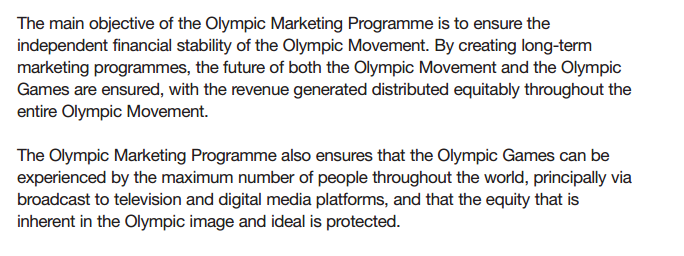 The main objective of the Olympic Marketing Programme is to ensure the
independent financial stability of the Olympic Movement. By creating long-term
marketing programmes, the future of both the Olympic Movement and the Olympic
Games are ensured, with the revenue generated distributed equitably throughout the
entire Olympic Movement.
The Olympic Marketing Programme also ensures that the Olympic Games can be
experienced by the maximum number of people throughout the world, principally via
broadcast to television and digital media platforms, and that the equity that is
inherent in the Olympic image and ideal is protected.